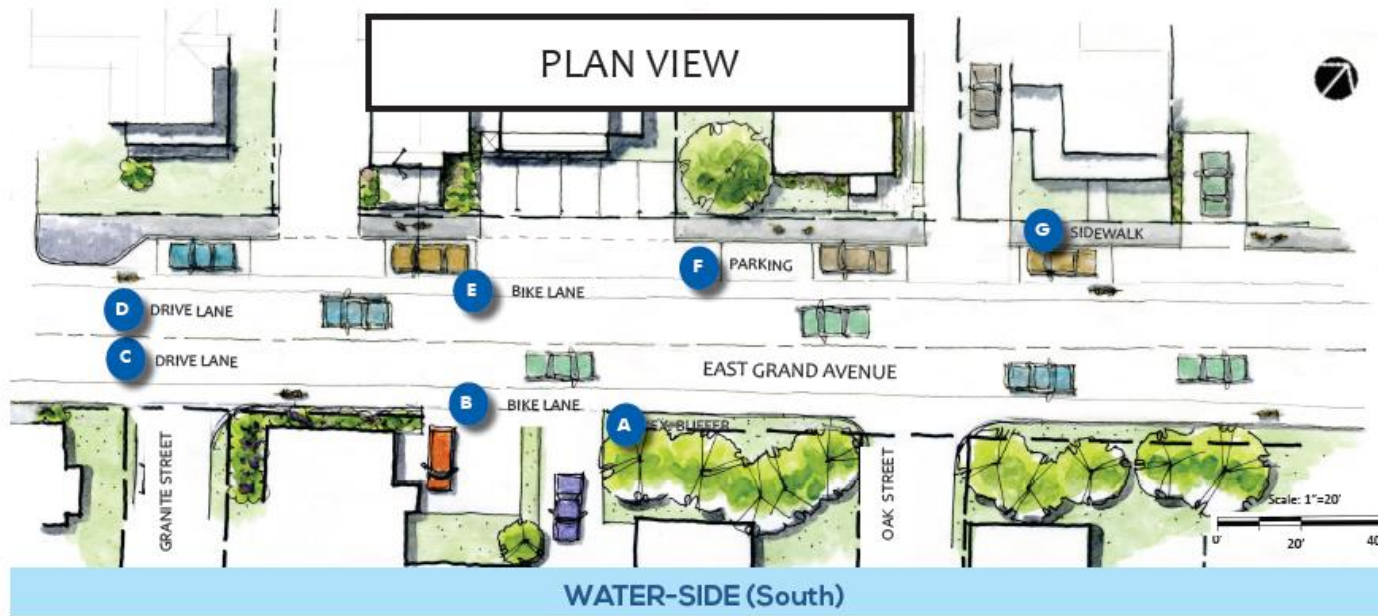 PLAN VIEW
G SIDEWALK
F PARKING
E BIKE LANE
D DRIVE LANE
C DRIVE LANE
EAST GRAND AVENUE
B BIKE LANE
A EX. BUFFER
GRANITE STREET
OAK STREET
Scale: 1"=20'
0' 20' 40
WATER-SIDE (South)